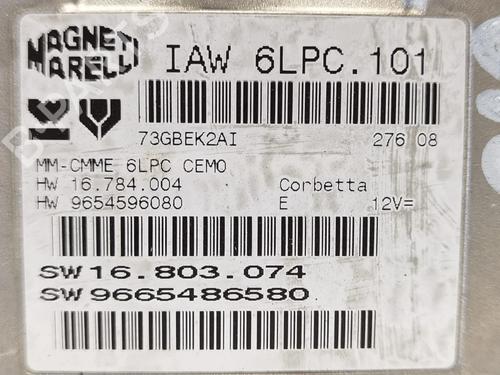 MAGNETI MARELLI
IAW 6LPC.101
73GBEK2AI 276 08
MM-CMME 6LPC CEMO
HW 16.784.004 Corbetta
HW 9654596080 E 12V=
SW 16.803.074
SW 9665486580